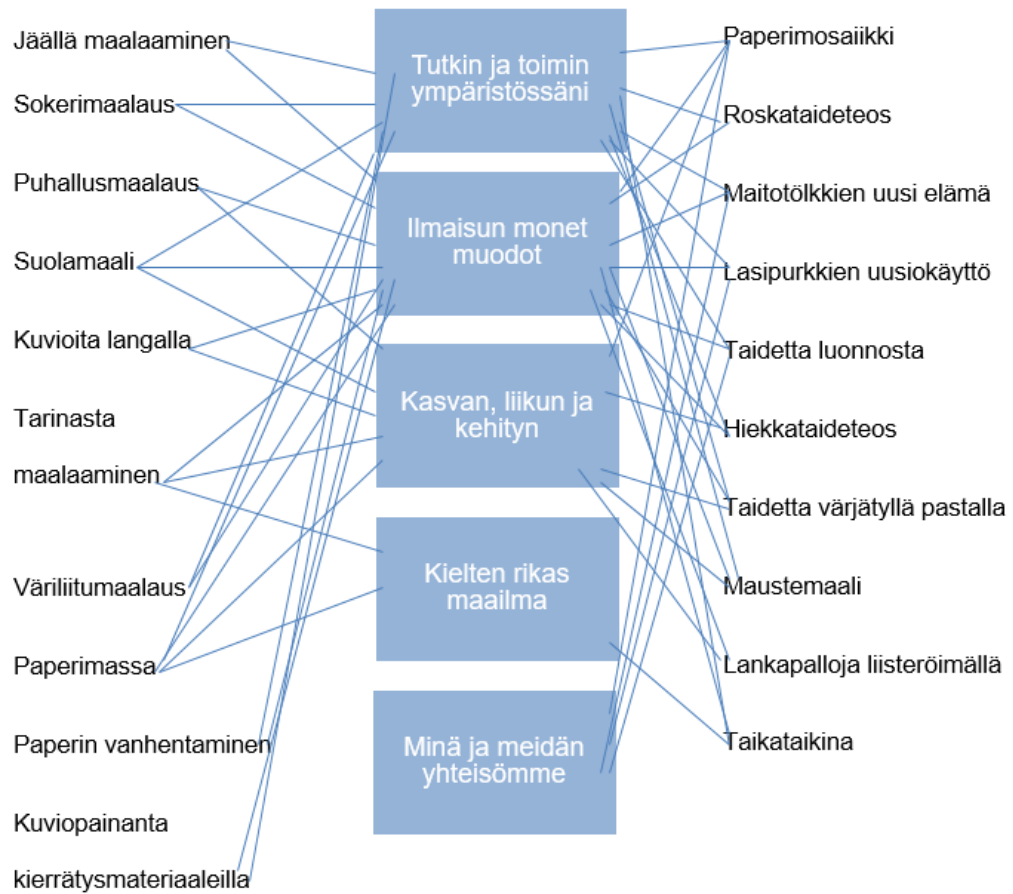 Jäällä maalaaminen
Sokerimaalaus
Puhallusmaalaus
Suolamaali
Kuvioita langalla
Tarinasta
maalaaminen
Väriliitumaalaus
Paperimassa
Paperin vanhentaminen
Kuviopainanta
kierrätysmateriaaleilla
Tutkin ja toimin
ympäristössäni
Ilmaisun monet
muodot
Kasvan, liikun ja
kehityn
Kielten rikas
maailma
Minä ja meidän
yhteisömme
Paperimosaiikki
Roskataideteos
Maitotölkkien uusi elämä
Lasipurkkien uusiokäyttö
Taidetta luonnosta
Hiekkataideteos
Taidetta värjätyllä pastalla
Maustemaali
Lankapalloja liisteröimällä
Taikataikina